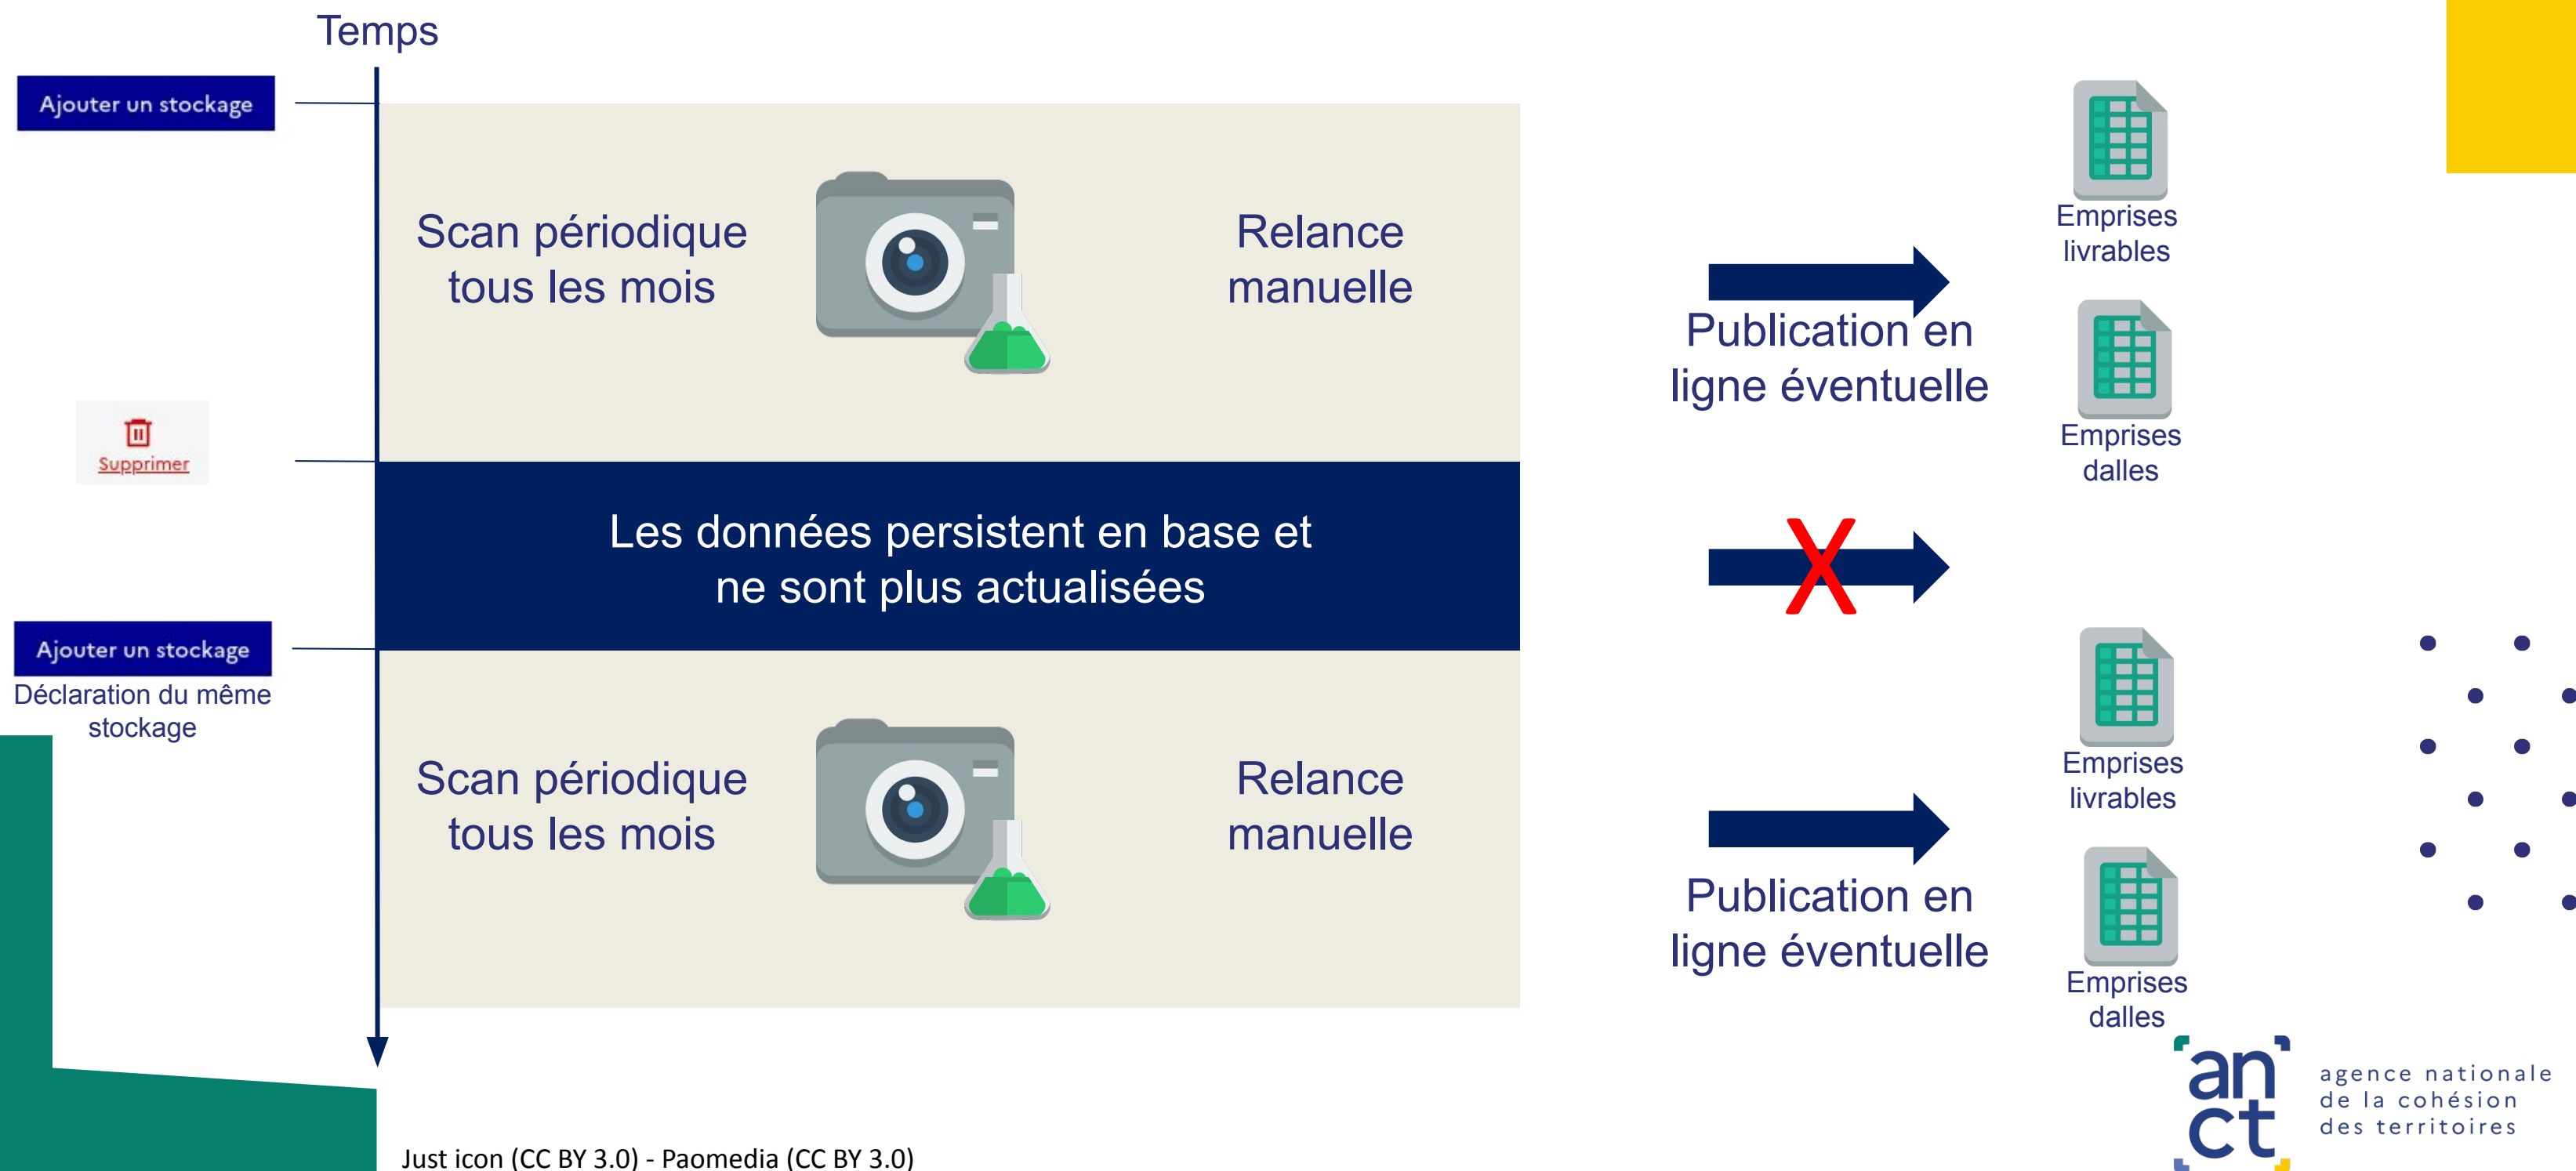 Temps
Ajouter un stockage
Scan périodique
tous les mois
Relance
manuelle
Publication en
ligne éventuelle
Emprises
livrables
Emprises
dalles
Supprimer
Les données persistent en base et
ne sont plus actualisées
X
Ajouter un stockage
Déclaration du même
stockage
Scan périodique
tous les mois
Relance
manuelle
Publication en
ligne éventuelle
Emprises
livrables
Emprises
dalles
an
ct
agence nationale
de la cohésion
des territoires
Just icon (CC BY 3.0) - Paomedia (CC BY 3.0)